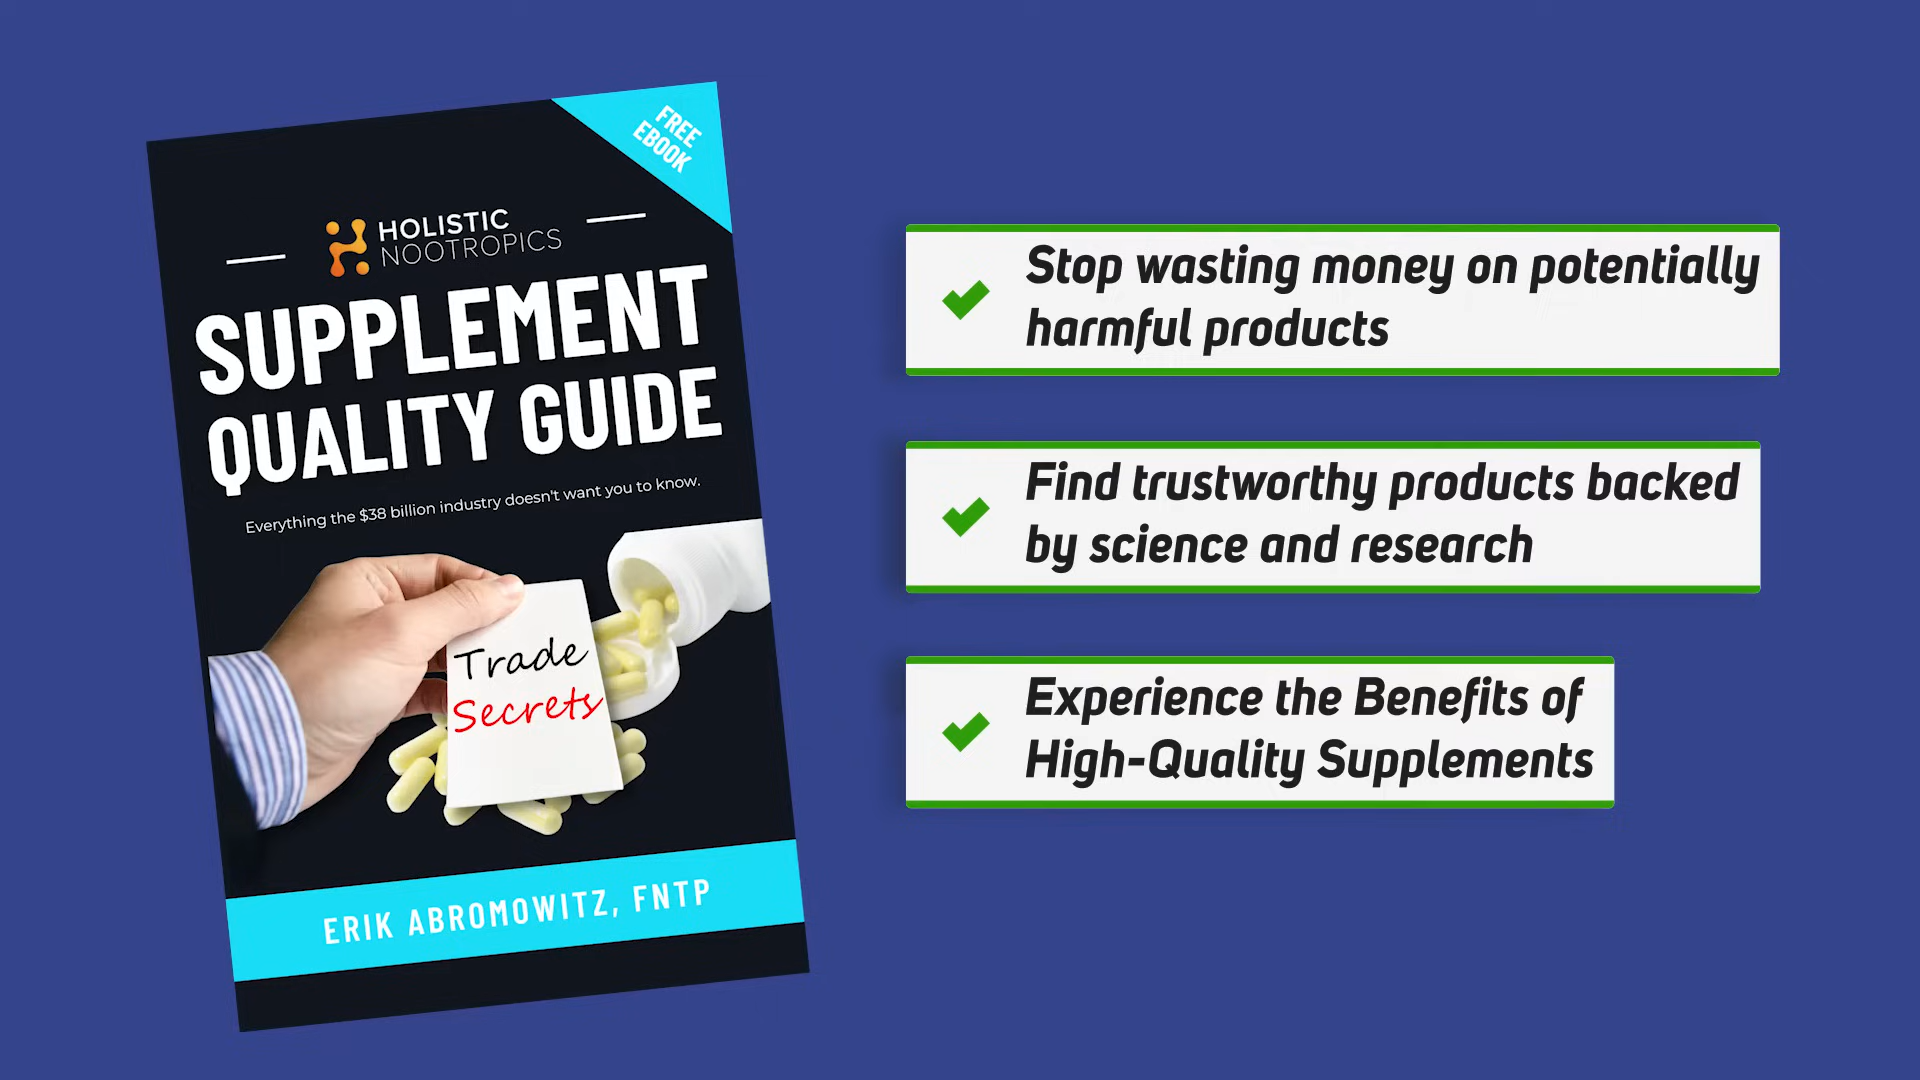 FREE
EBOOK
HOLISTIC
NOOTROPICS
SUPPLEMENT
QUALITY GUIDE
Everything the $38 billion industry doesn't want you to know.
Trade
Secrets
ERIK ABROMOWITZ, FNTP
Stop wasting money on potentially
harmful products
Find trustworthy products backed
by science and research
Experience the Benefits of
High-Quality Supplements